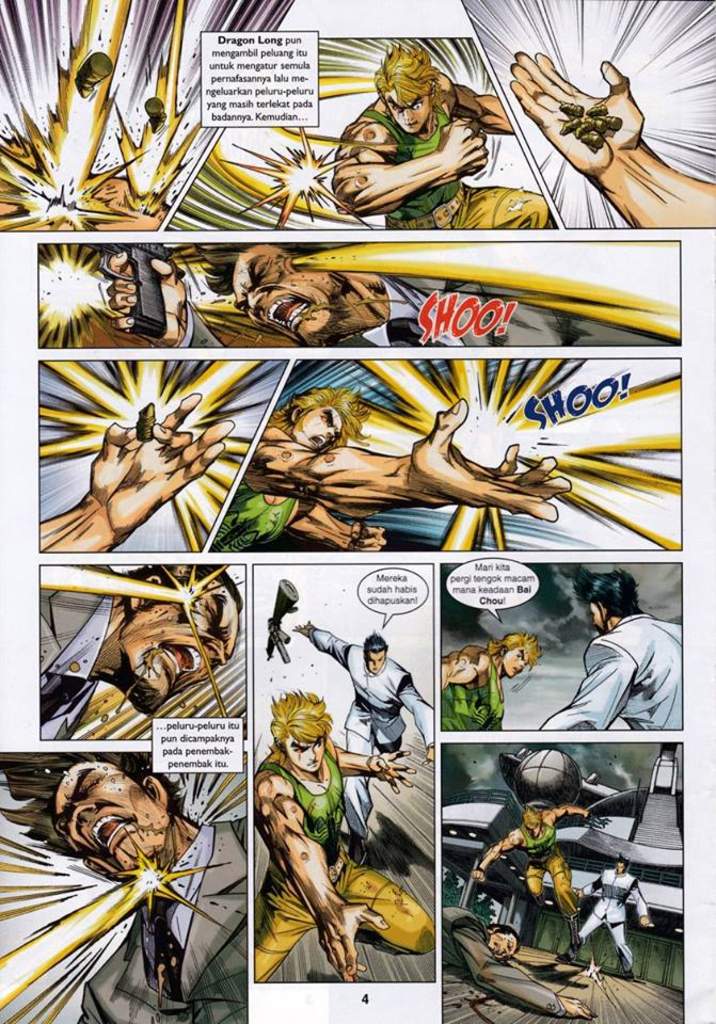 Dragon Long pun
mengambil peluang itu
untuk mengatur semula
pernafasannya lalu me-
ngeluarkan peluru-peluru
yang masih terlekat pada
badannya. Kemudian...
SHOO!
SHOO!
...peluru-peluru itu
pun dicampaknya
pada penembak-
penembak itu.
Mereka
sudah habis
dihapuskan!
Mari kita
pergi tengok macam
mana keadaan Bai
Chou!
4